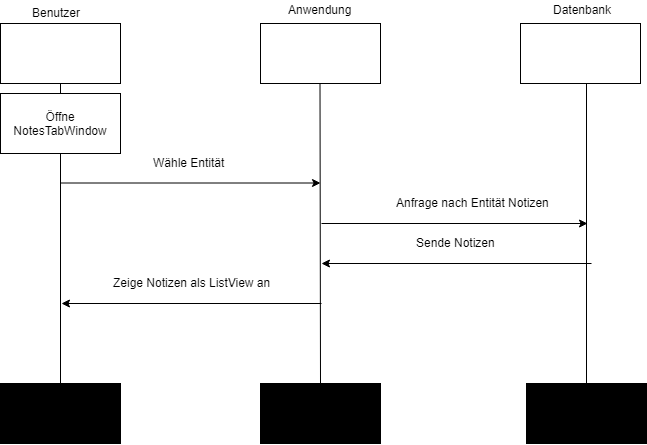 Benutzer
Anwendung
Datenbank
Öffne
NotesTabWindow
Wähle Entität
Anfrage nach Entität Notizen
Sende Notizen
Zeige Notizen als ListView an